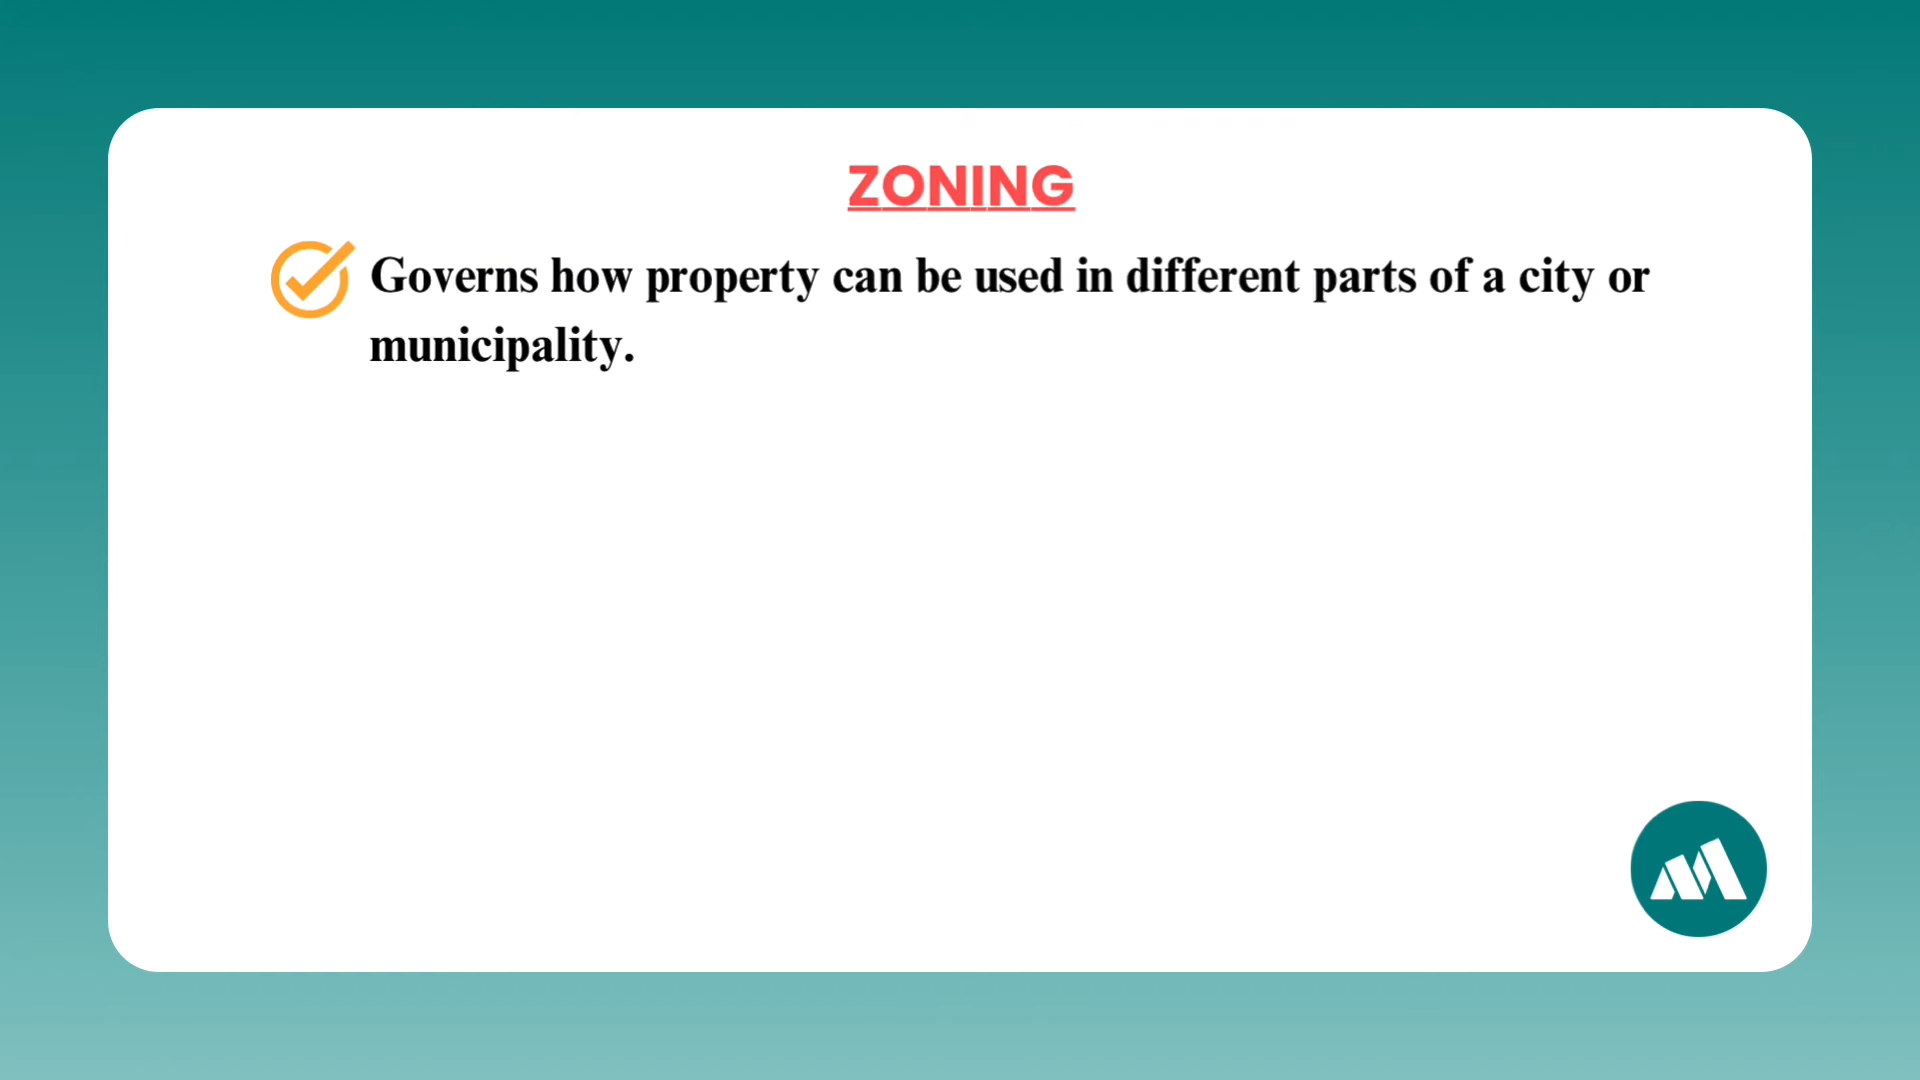 ZONING
Governs how property can be used in different parts of a city or
municipality.